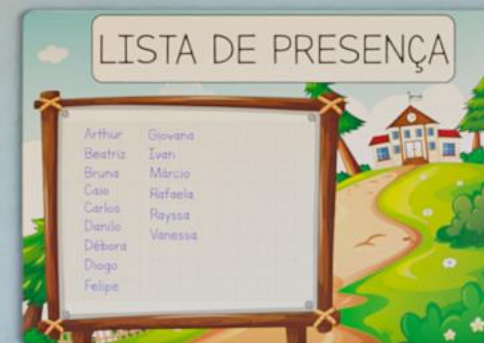 LISTA DE PRESENÇA
Arthur
Beatriz
Bruna
Caio
Carlos
Danilo
Débora
Diogo
Felipe
Giovana
Ivan
Márcio
Rafaela
Rayssa
Vanessa